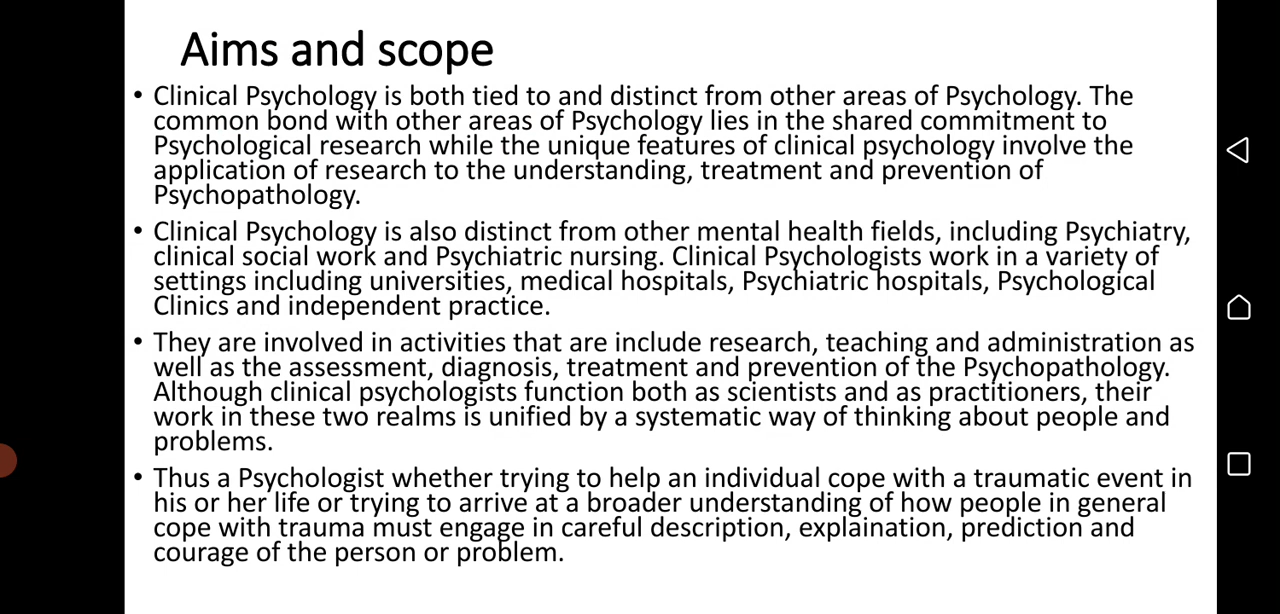 Aims and scope
• Clinical Psychology is both tied to and distinct from other areas of Psychology. The
common bond with other areas of Psychology lies in the shared commitment to
Psychological research while the unique features of clinical psychology involve the
application of research to the understanding, treatment and prevention of
Psychopathology.
• Clinical Psychology is also distinct from other mental health fields, including Psychiatry,
clinical social work and Psychiatric nursing. Clinical Psychologists work in a variety of
settings including universities, medical hospitals, Psychiatric hospitals, Psychological
Clinics and independent practice.
• They are involved in activities that are include research, teaching and administration as
well as the assessment, diagnosis, treatment and prevention of the Psychopathology.
Although clinical psychologists function both as scientists and as practitioners, their
work in these two realms is unified by a systematic way of thinking about people and
problems.
• Thus a Psychologist whether trying to help an individual cope with a traumatic event in
his or her life or trying to arrive at a broader understanding of how people in general
cope with trauma must engage in careful description, explaination, prediction and
courage of the person or problem.